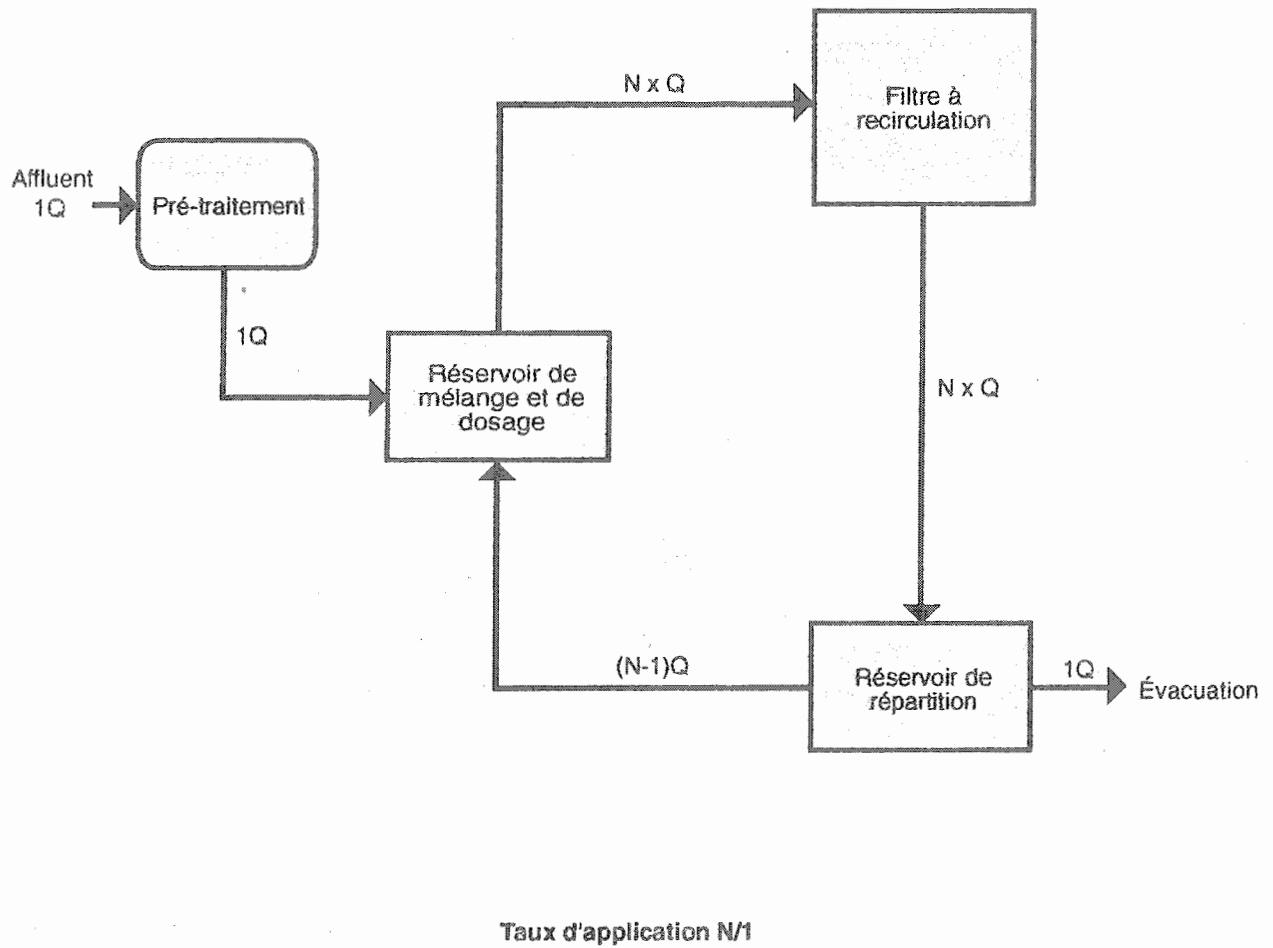 N x Q
Filtre à
recirculation
Affluent
1Q
Pré-traitement
1Q
Réservoir de
mélange et de
dosage
N x Q
(N-1)Q
Réservoir de
répartition
1Q
Évacuation
Taux d'application N/1